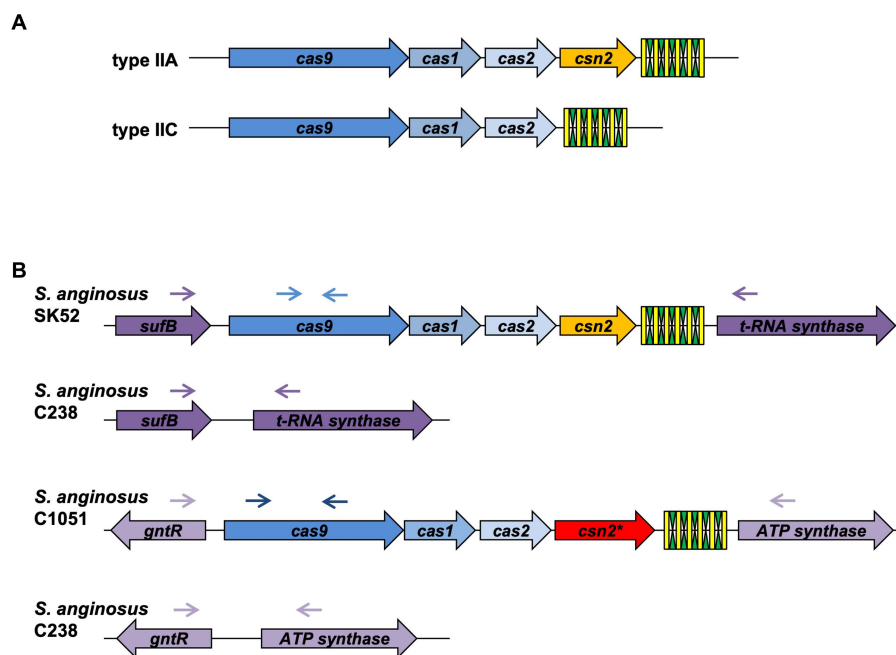 A
type IIA
cas9 cas1 cas2 csn2
type IIC
cas9 cas1 cas2
B
S. anginosus
SK52
sufB cas9 cas1 cas2 csn2 t-RNA synthase
S. anginosus
C238
sufB t-RNA synthase
S. anginosus
C1051
gntR cas9 cas1 cas2 csn2* ATP synthase
S. anginosus
C238
gntR ATP synthase